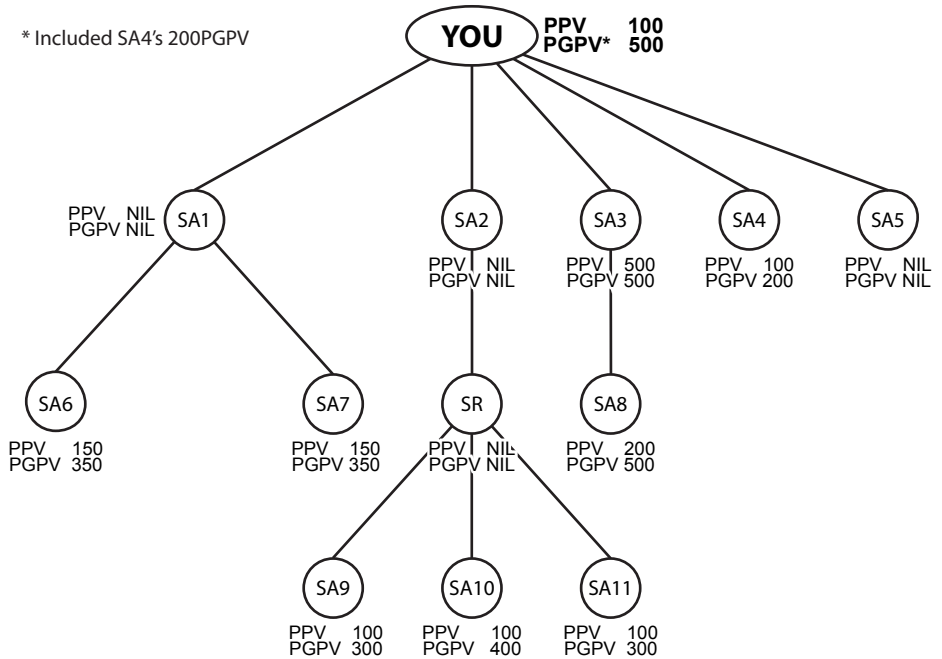 * Included SA4's 200PGPV
YOU
PPV 100
PGPV* 500
PPV NIL
PGPV NIL
SA1
SA2
SA3
SA4
SA5
PPV NIL
PGPV NIL
PPV 500
PGPV 500
PPV 100
PGPV 200
PPV NIL
PGPV NIL
SA6
SA7
SR
SA8
PPV 150
PGPV 350
PPV 150
PGPV 350
PPV NIL
PGPV NIL
PPV 200
PGPV 500
SA9
SA10
SA11
PPV 100
PGPV 300
PPV 100
PGPV 400
PPV 100
PGPV 300